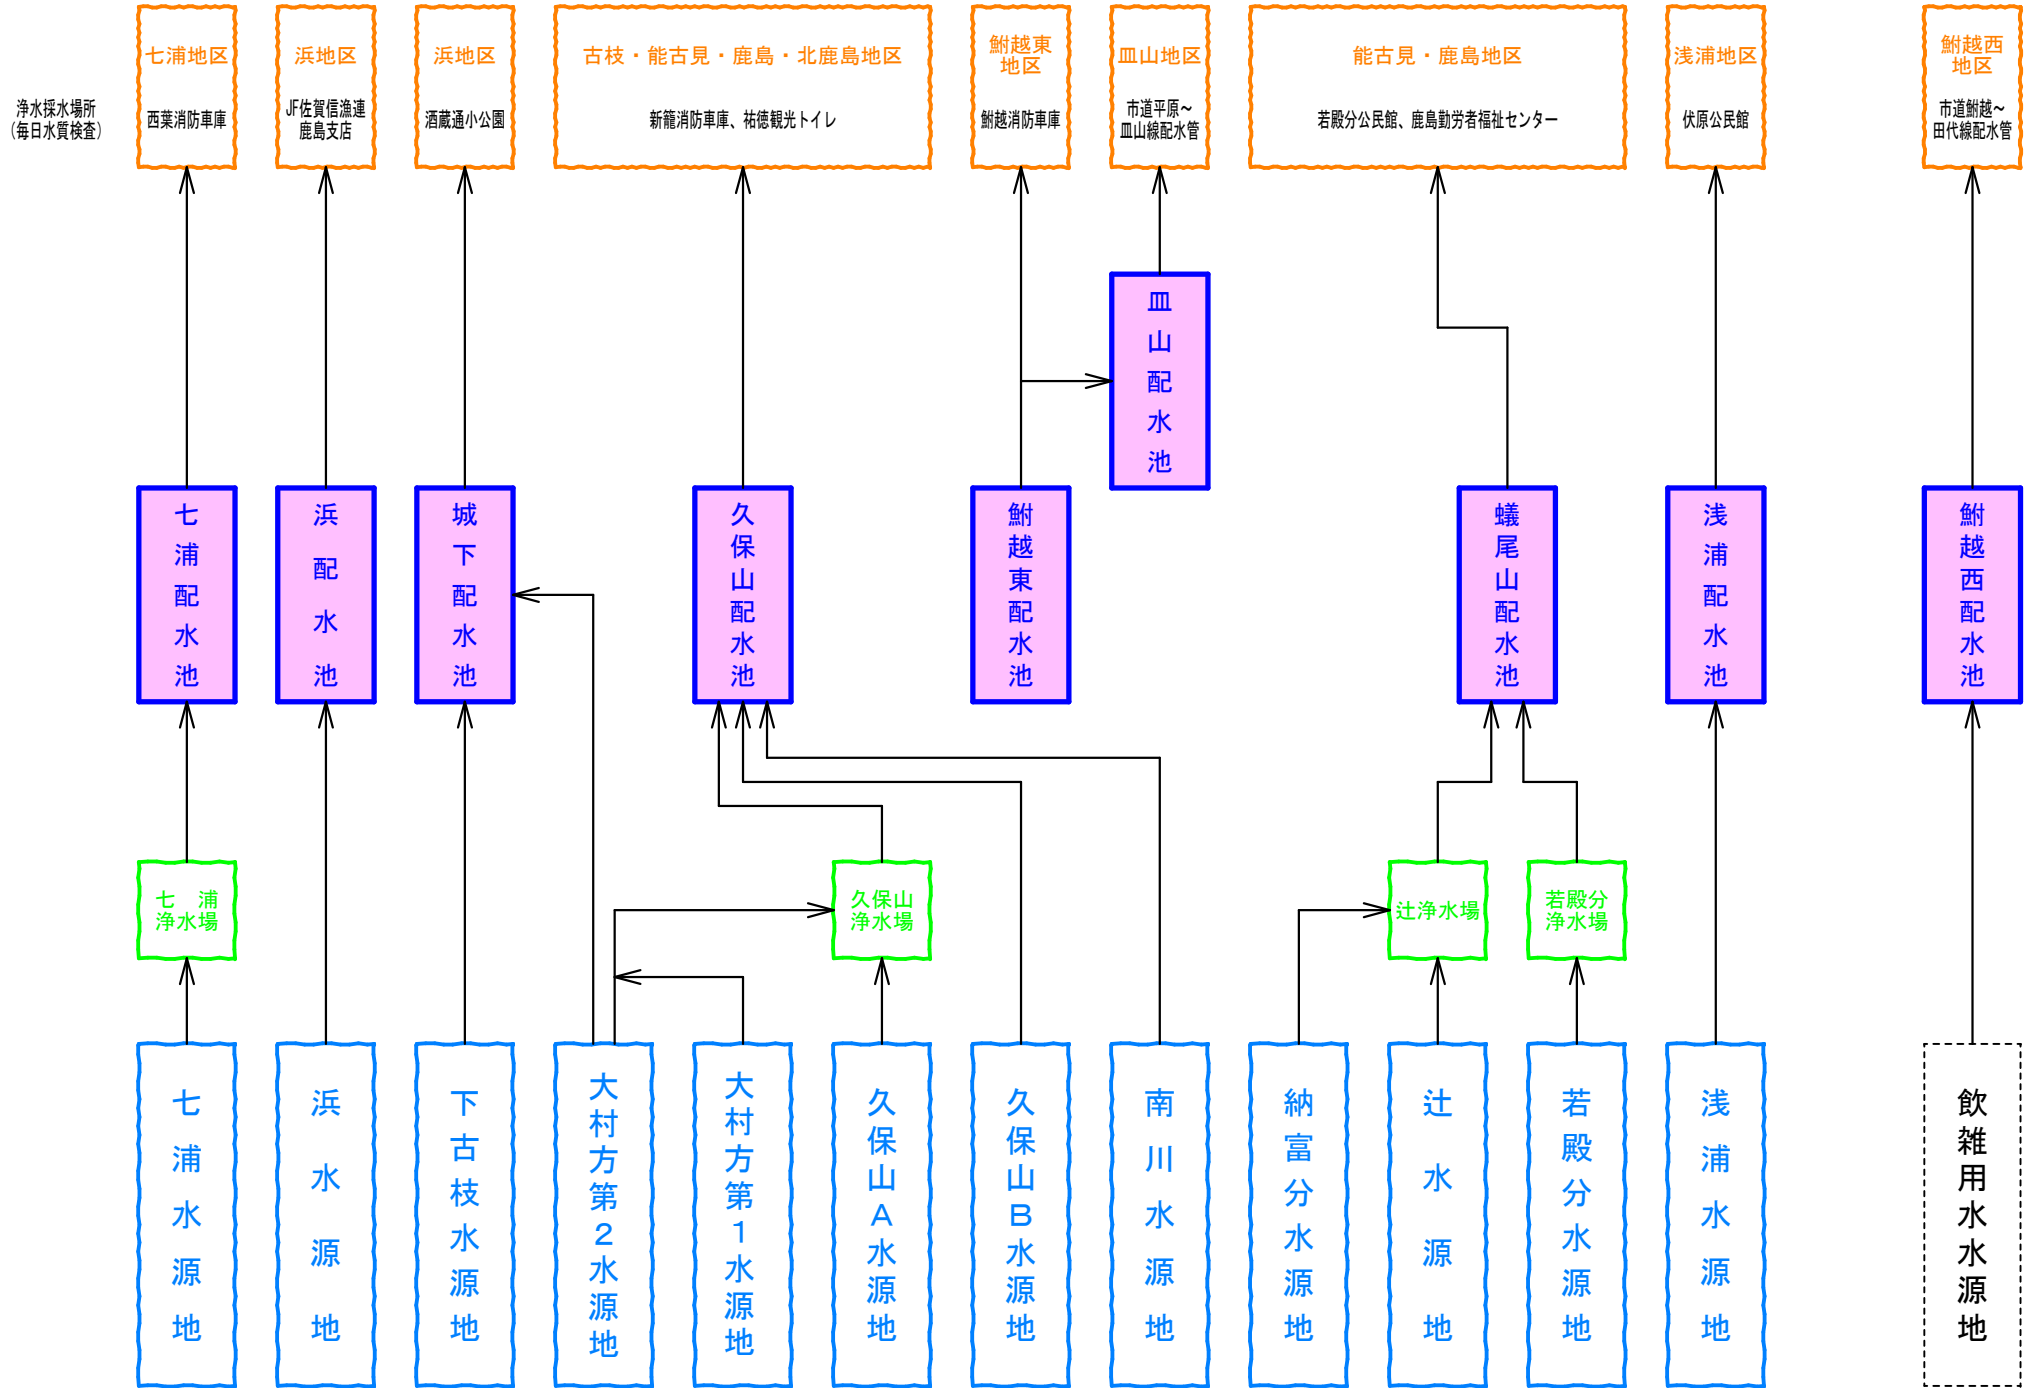 七浦地区
浜地区
浜地区
古枝・能古見・鹿島・北鹿島地区
鮒越東
地区
皿山地区
能古見・鹿島地区
浅浦地区
鮒越西
地区
浄水採水場所
（毎日水質検査）
西葉消防車庫
JF佐賀信漁連
鹿島支店
酒蔵通小公園
新籠消防車庫、祐徳観光トイレ
鮒越消防車庫
市道平原～
皿山線配水管
若殿分公民館、鹿島勤労者福祉センター
伏原公民館
市道鮒越～
田代線配水管
皿山配水池
七浦配水池
浜配水池
城下配水池
久保山配水池
鮒越東配水池
蟻尾山配水池
浅浦配水池
鮒越西配水池
七　浦
浄水場
久保山
浄水場
辻浄水場
若殿分
浄水場
七浦水源地
浜水源地
下古枝水源地
大村方第２水源地
大村方第１水源地
久保山Ａ水源地
久保山Ｂ水源地
南川水源地
納富分水源地
辻水源地
若殿分水源地
浅浦水源地
飲雑用水水源地